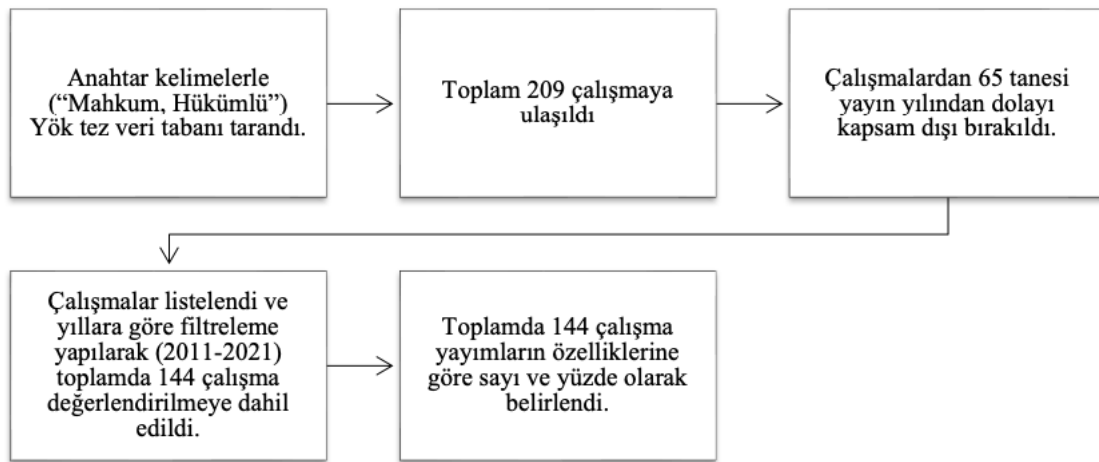 Anahtar kelimelerle
(“Mahkum, Hükümlü”)
Yök tez veri tabanı tarandı.
Toplam 209 çalışmaya
ulaşıldı
Çalışmalardan 65 tanesi
yayın yılından dolayı
kapsam dışı bırakıldı.
Çalışmalar listelendi ve
yıllara göre filtreleme
yapılarak (2011-2021)
toplamda 144 çalışma
değerlendirilmeye dahil
edildi.
Toplamda 144 çalışma
yayımların özelliklerine
göre sayı ve yüzde olarak
belirlendi.